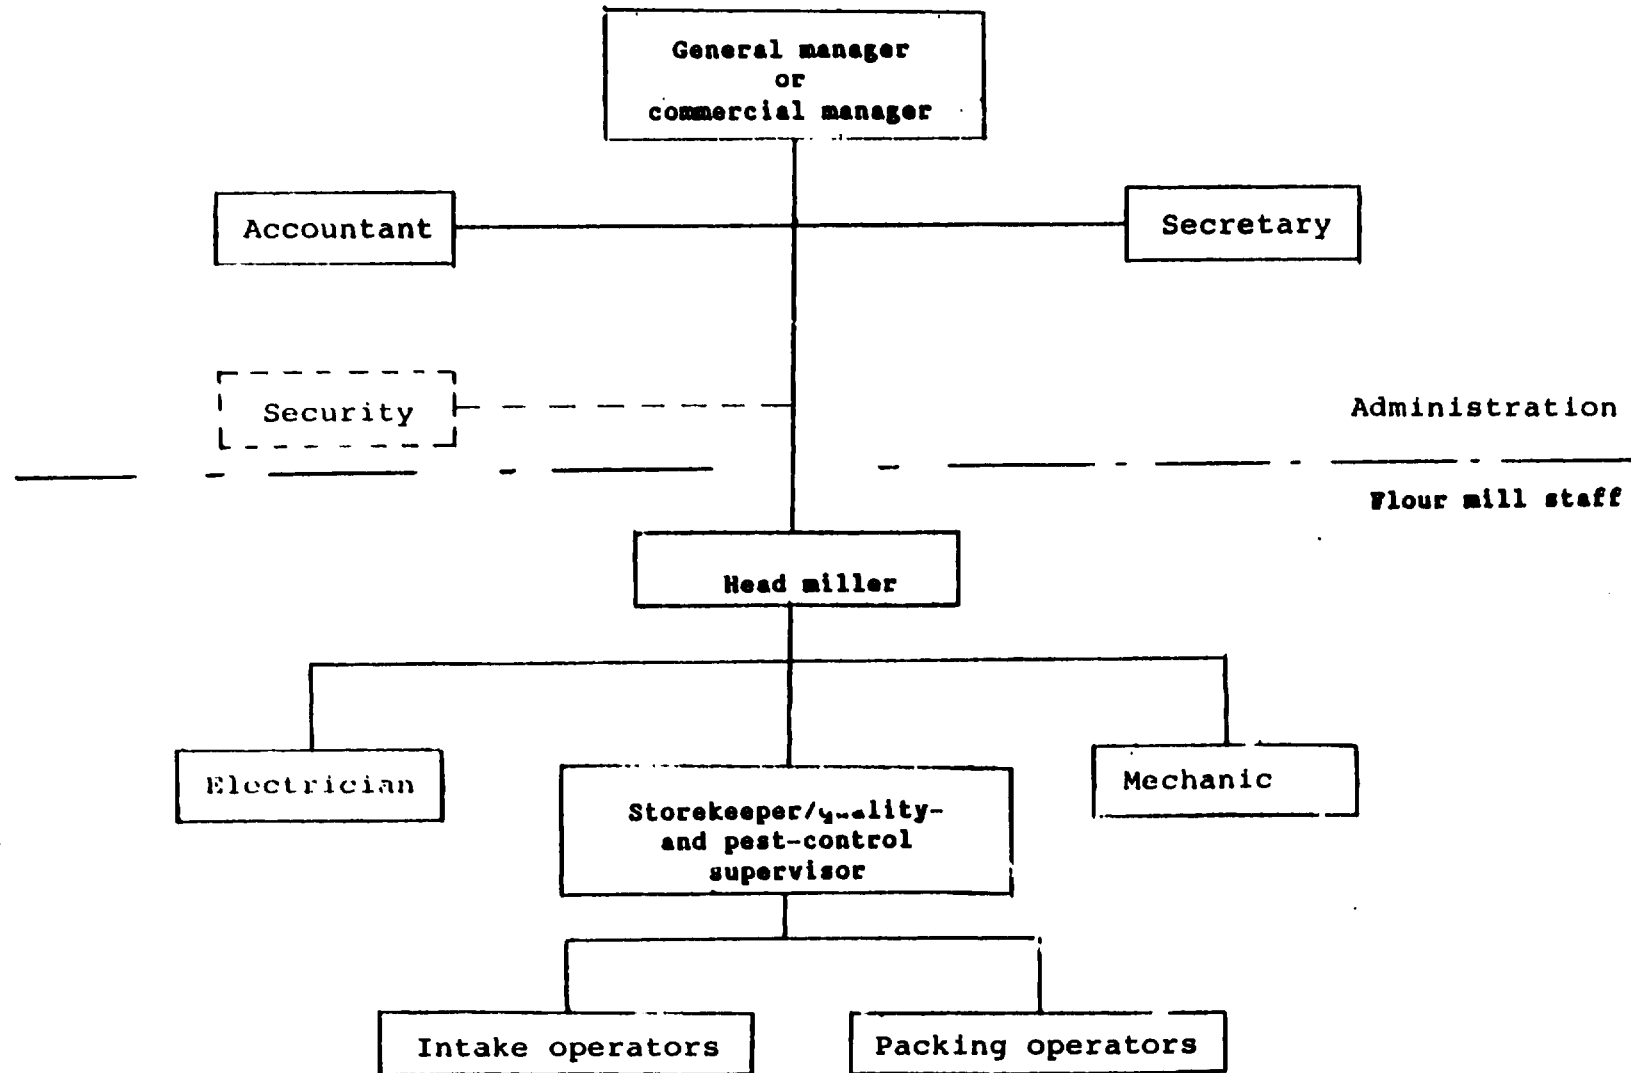 General manager
or
commercial manager
Accountant
Secretary
Security
Administration
Flour mill staff
Head miller
Electrician
Storekeeper/quality-
and pest-control
supervisor
Mechanic
Intake operators
Packing operators